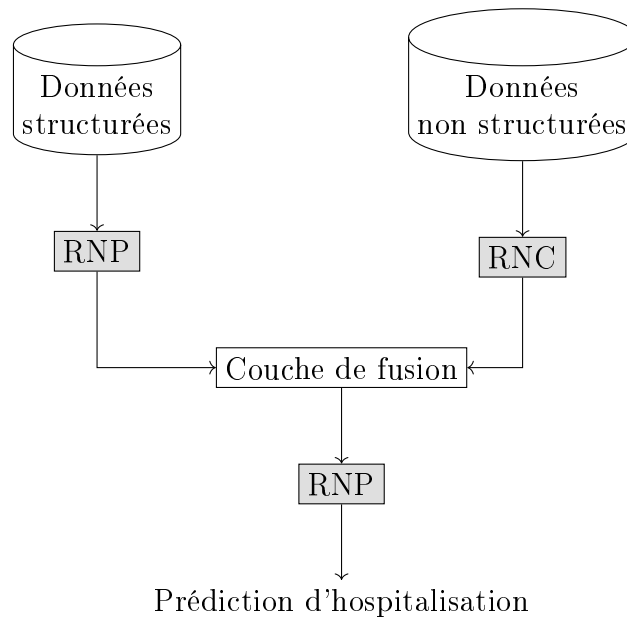 Données
structurées
Données
non structurées
RNP
RNC
Couche de fusion
RNP
Prédiction d'hospitalisation